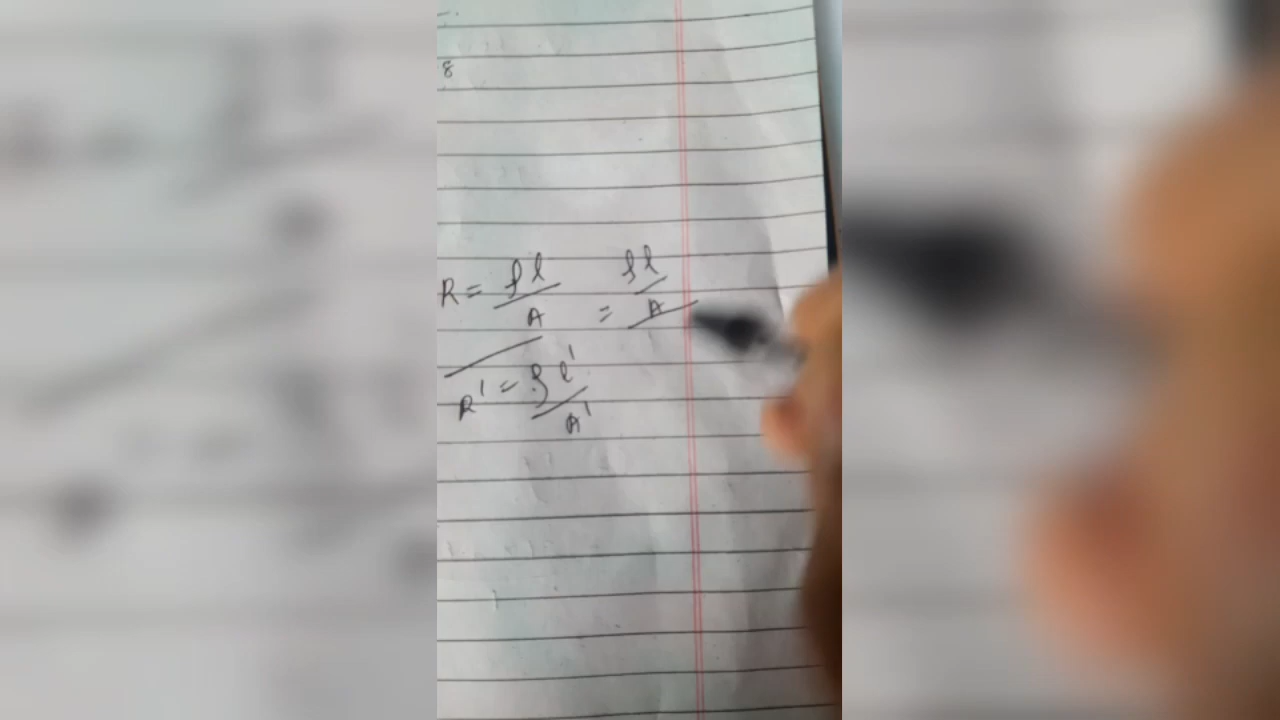 8
R = ρl/A = ρl/A
R' = ρl'/A'